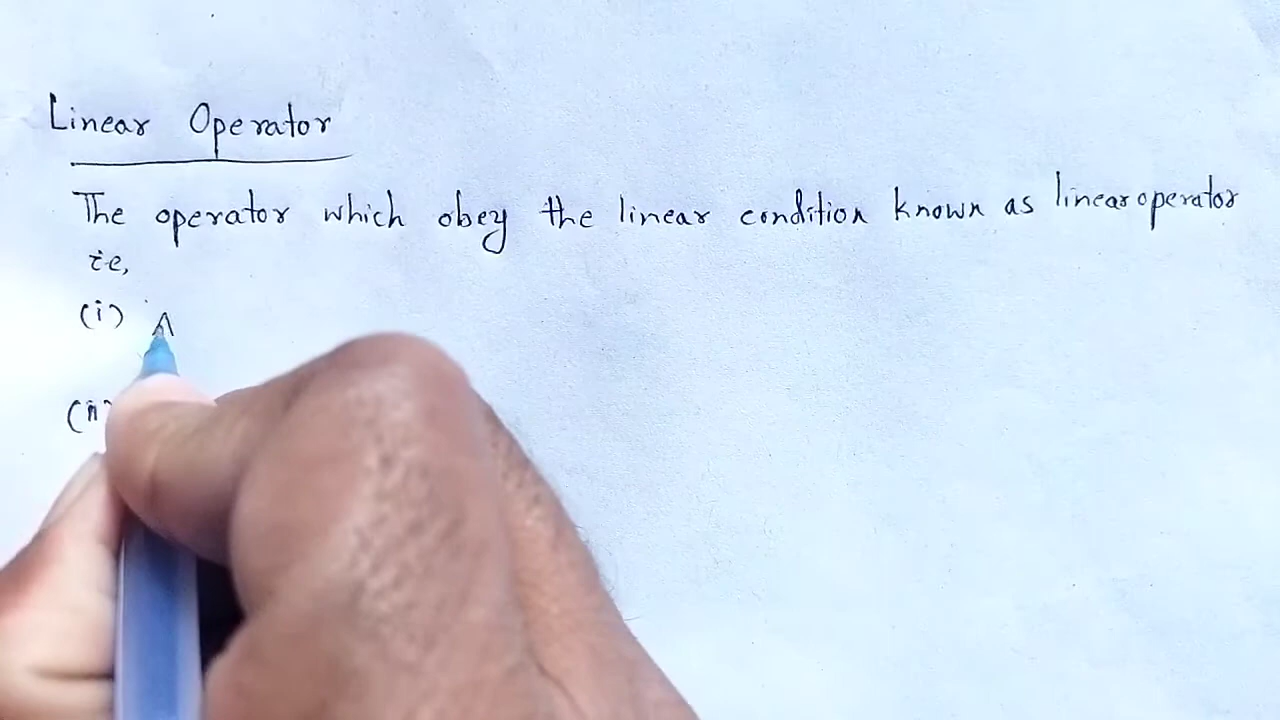 Linear Operator
The operator which obey the linear condition known as linear operator
ie,
(i) A
(ii)